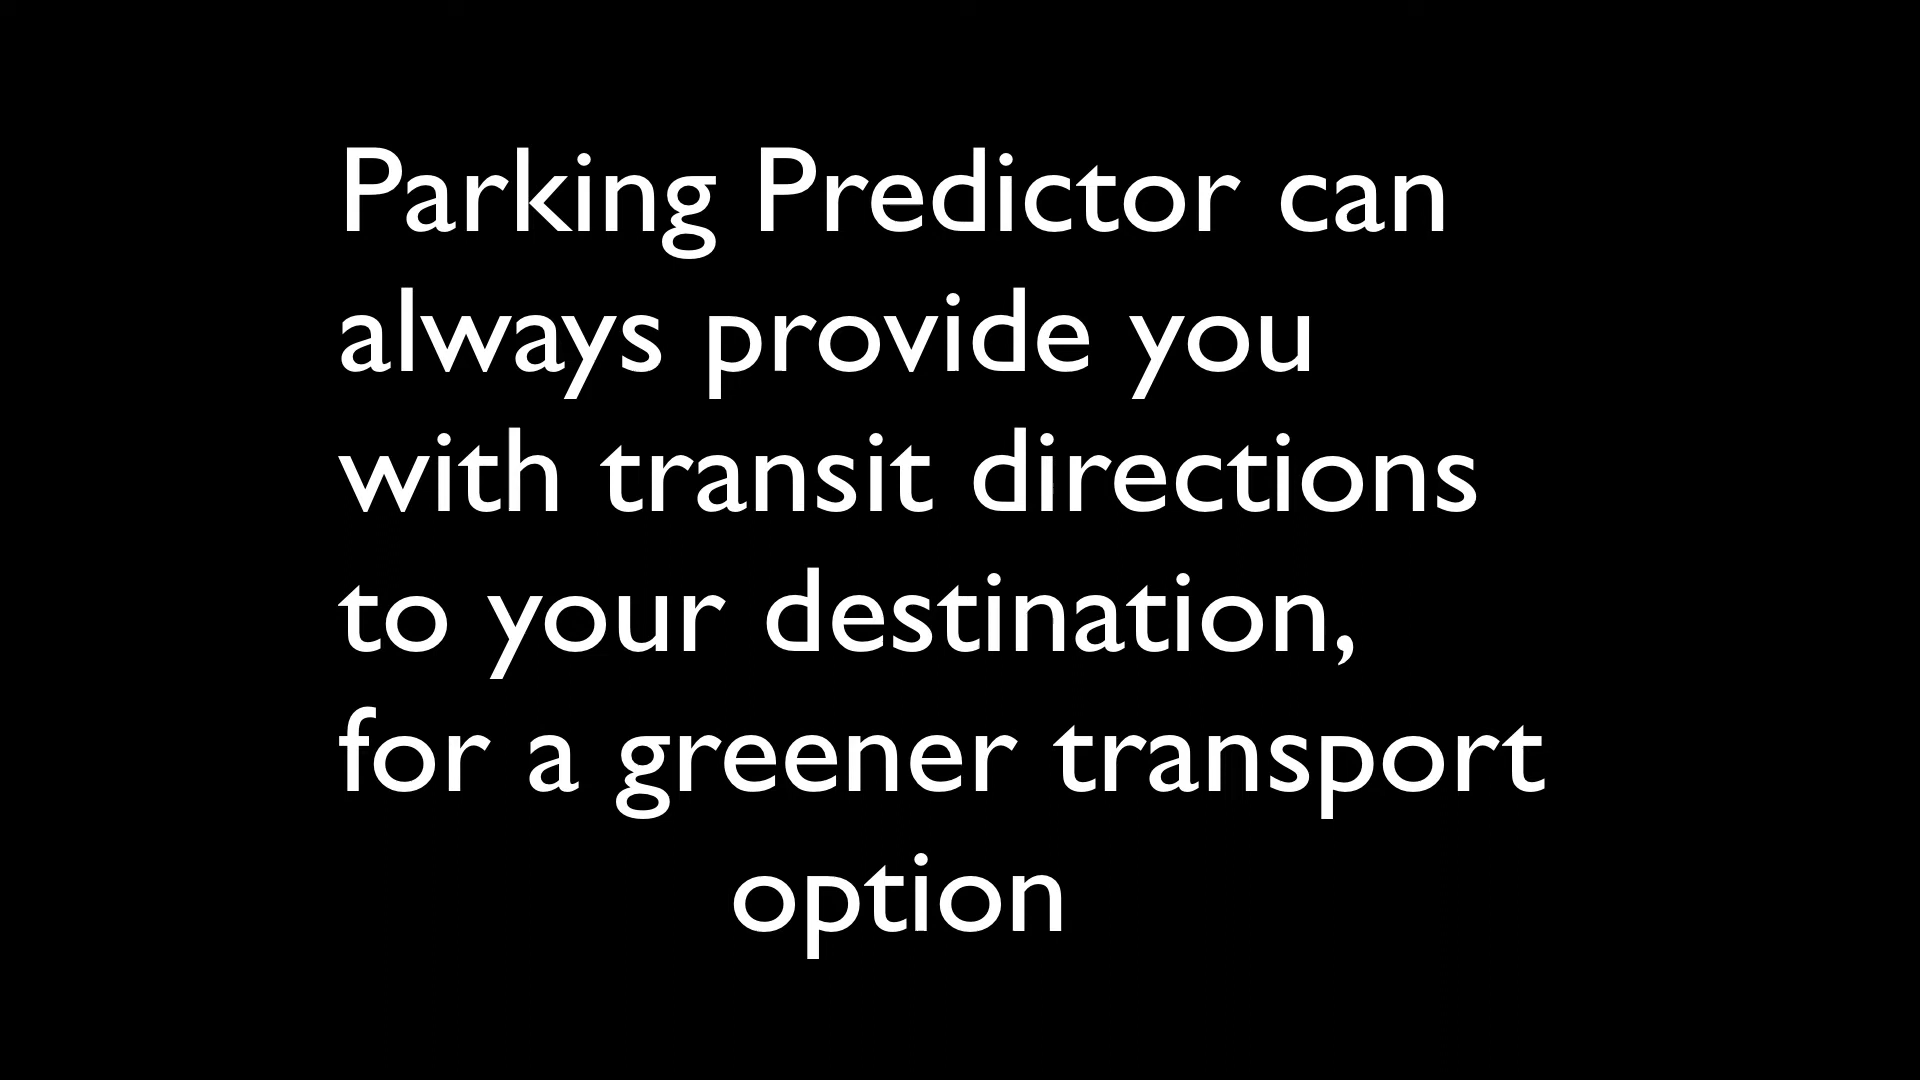 Parking Predictor can
always provide you
with transit directions
to your destination,
for a greener transport
option